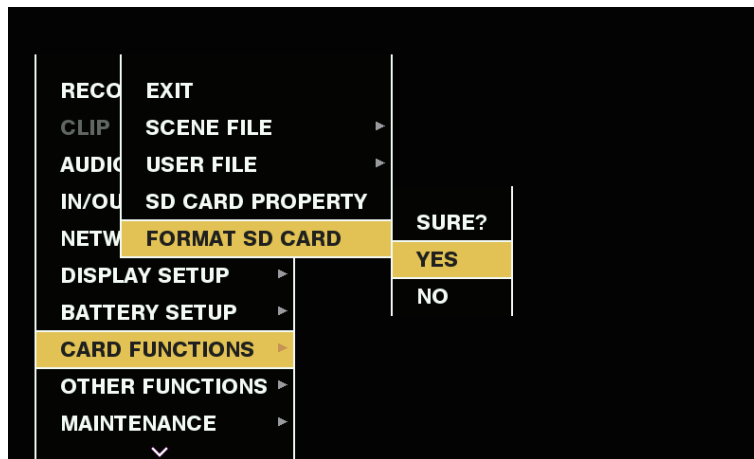 RECO
CLIP
AUDIO
IN/OU
NETW
DISPLAY SETUP
BATTERY SETUP
CARD FUNCTIONS
OTHER FUNCTIONS
MAINTENANCE
EXIT
SCENE FILE
USER FILE
SD CARD PROPERTY
FORMAT SD CARD
SURE?
YES
NO